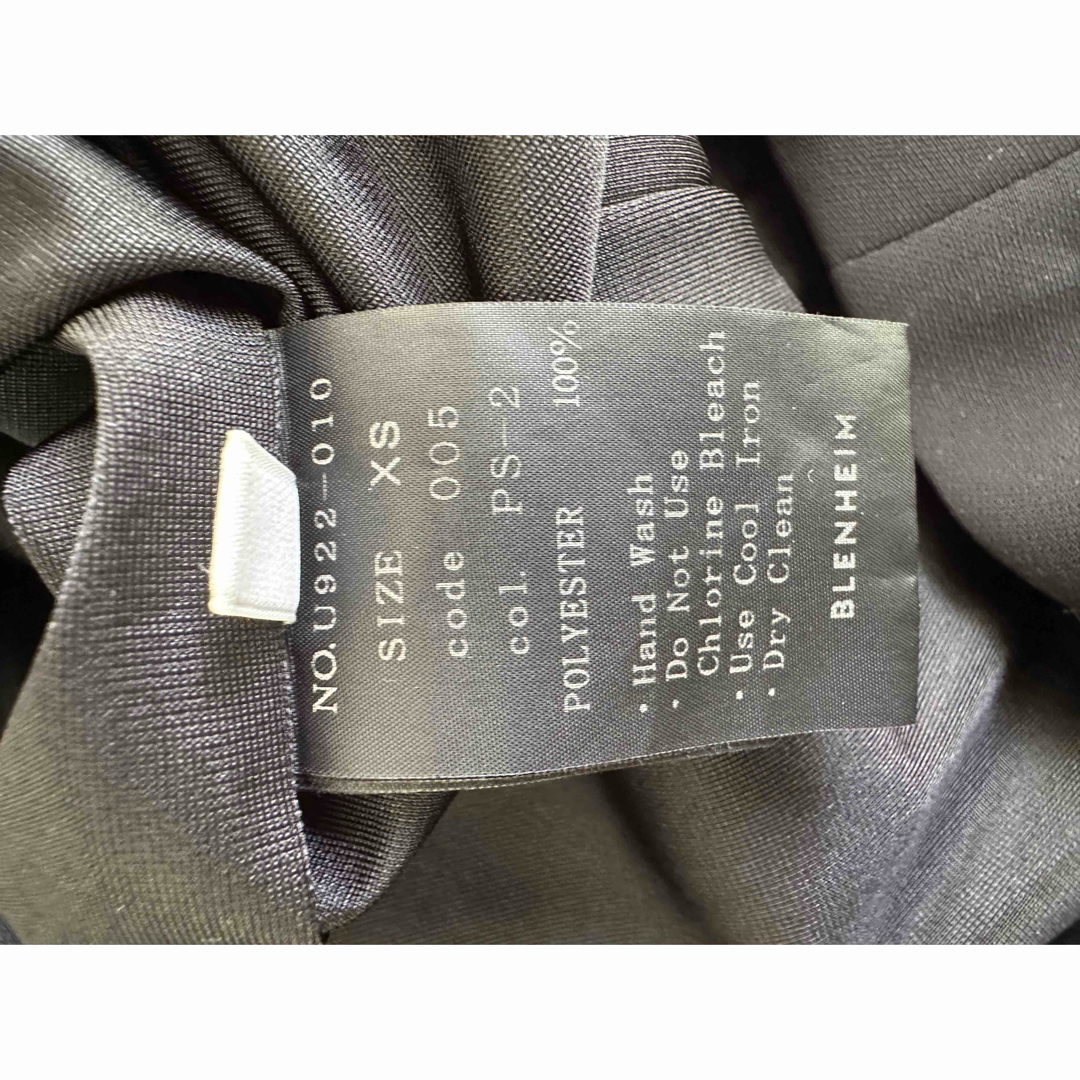 NO.U922-010
SIZE XS
code 005
col. PS-2
POLYESTER 100%
・Hand Wash
・Do Not Use
Chlorine Bleach
・Use Cool Iron
・Dry Clean
BLENHEIM